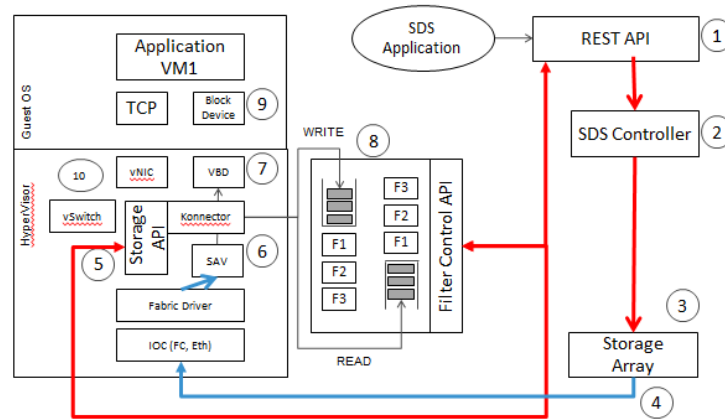 SDS
Application
REST API
1
Application
VM1
Guest OS
TCP
Block
Device
9
SDS Controller
2
WRITE
8
10
vNIC
VBD
7
HyperVisor
vSwitch
Storage
API
Konnector
5
SAV
6
F3
F2
F1
F1
F2
F3
Filter Control API
Fabric Driver
IOC (FC, Eth)
READ
3
Storage
Array
4